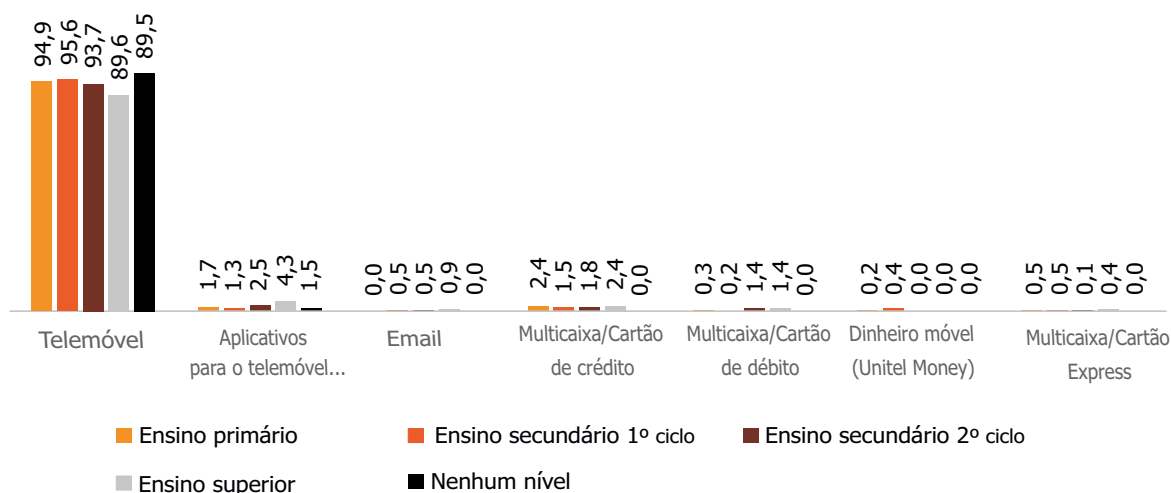 94,9 95,6 93,7 89,6 89,5
1,7 1,3 2,5 4,3 1,5
0,0 0,5 0,5 0,9 0,0
2,4 1,5 1,8 2,4 0,0
0,3 0,2 1,4 1,4 0,0
0,2 0,4 0,0 0,0 0,0
0,5 0,5 0,1 0,4 0,0
Telemóvel
Aplicativos
para o telemóvel...
Email
Multicaixa/Cartão
de crédito
Multicaixa/Cartão
de débito
Dinheiro móvel
(Unitel Money)
Multicaixa/Cartão
Express
Ensino primário
Ensino secundário 1º ciclo
Ensino secundário 2º ciclo
Ensino superior
Nenhum nível